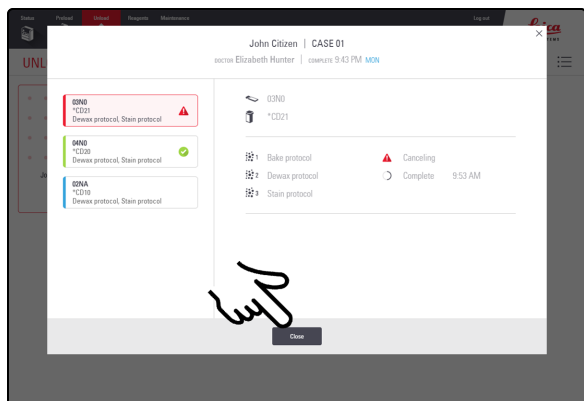 Status Preload Unload Reagents Maintenance Log out
UNL
John Citizen | CASE 01
DOCTOR Elizabeth Hunter | COMPLETE 9:43 PM MON
03N0
*CD21
Dewax protocol, Stain protocol
04N0
*CD20
Dewax protocol, Stain protocol
02NA
*CD10
Dewax protocol, Stain protocol
03N0
*CD21
1 Bake protocol Canceling
2 Dewax protocol Complete 9:53 AM
3 Stain protocol
Jo
Close